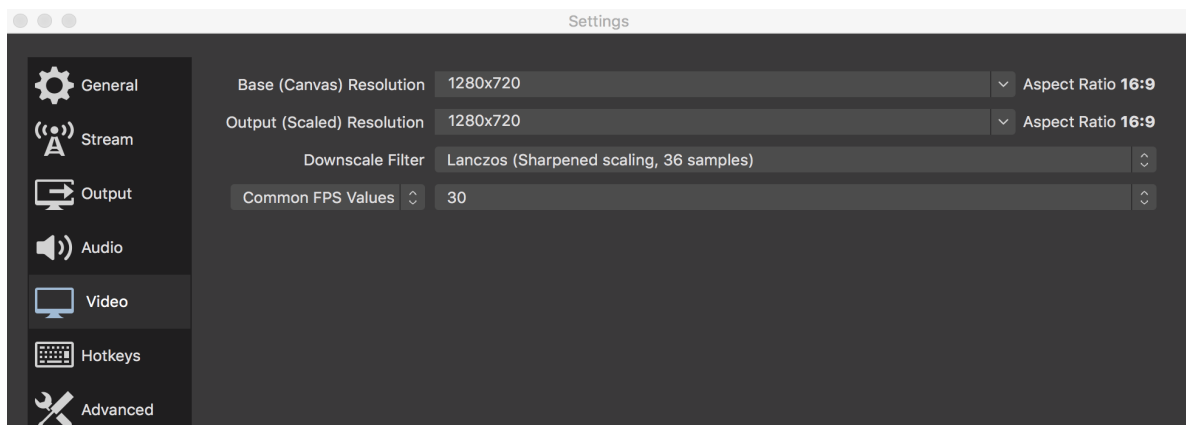 Settings
General
Stream
Output
Audio
Video
Hotkeys
Advanced
Base (Canvas) Resolution 1280x720 Aspect Ratio 16:9
Output (Scaled) Resolution 1280x720 Aspect Ratio 16:9
Downscale Filter Lanczos (Sharpened scaling, 36 samples)
Common FPS Values 30